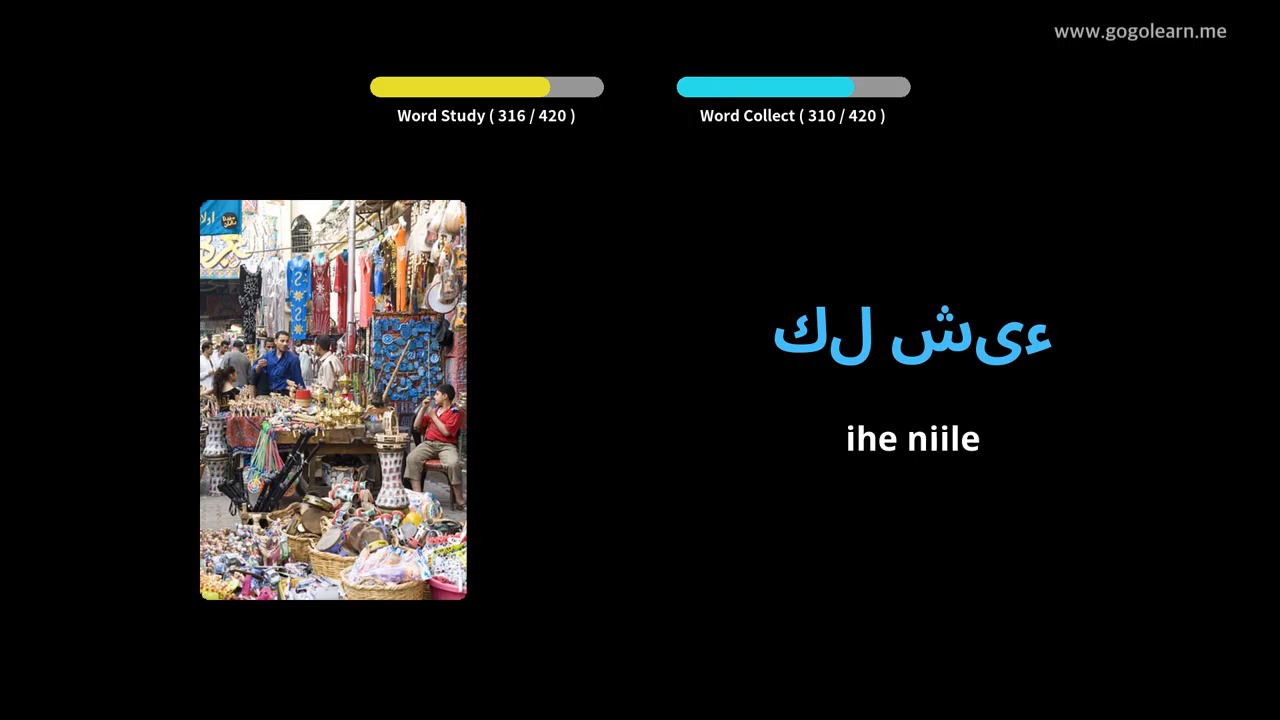 www.gogolearn.me
Word Study ( 316 / 420 )
Word Collect ( 310 / 420 )
كل شىء
ihe niile